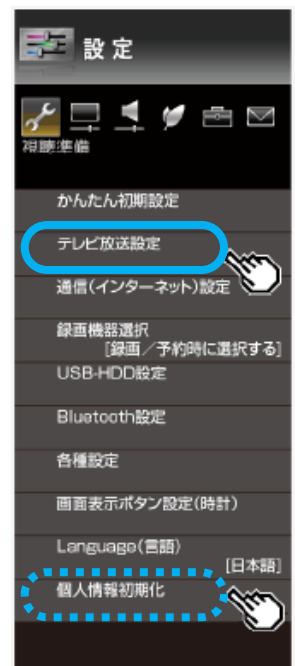 設定
視聴準備
かんたん初期設定
テレビ放送設定
通信(インターネット)設定
録画機器選択
[録画／予約時に選択する]
USB-HDD設定
Bluetooth設定
各種設定
画面表示ボタン設定(時計)
Language(言語)
[日本語]
個人情報初期化